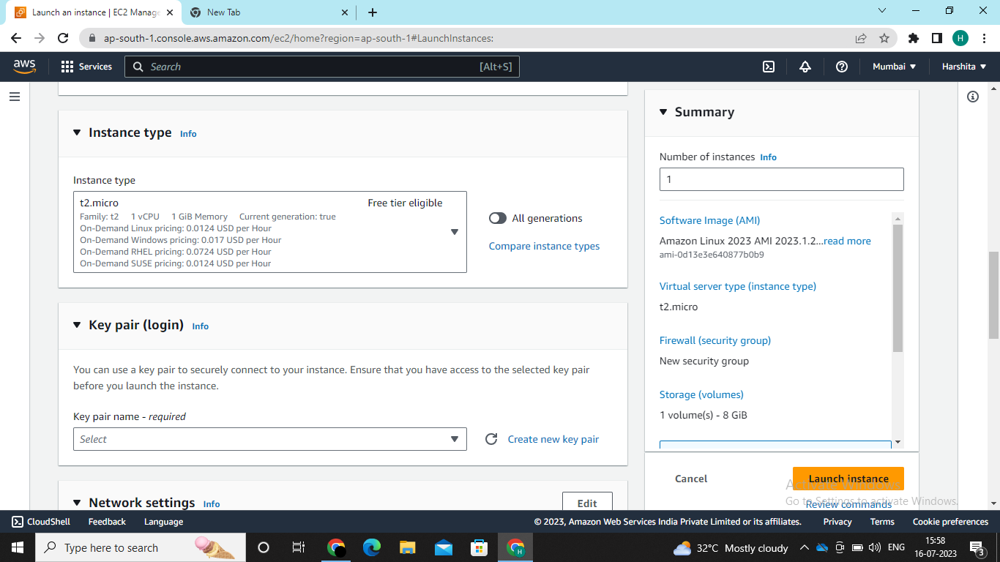 Launch an instance | EC2 Manage
New Tab
ap-south-1.console.aws.amazon.com/ec2/home?region=ap-south-1#LaunchInstances:
H
aws
Services
Search
[Alt+S]
Mumbai
Harshita
Instance type Info
Instance type
t2.micro Free tier eligible
Family: t2 1 vCPU 1 GiB Memory Current generation: true
On-Demand Linux pricing: 0.0124 USD per Hour
On-Demand Windows pricing: 0.017 USD per Hour
On-Demand RHEL pricing: 0.0724 USD per Hour
On-Demand SUSE pricing: 0.0124 USD per Hour
All generations
Compare instance types
Key pair (login) Info
You can use a key pair to securely connect to your instance. Ensure that you have access to the selected key pair
before you launch the instance.
Key pair name - required
Select
Create new key pair
Network settings Info
Edit
Summary
Number of instances Info
1
Software Image (AMI)
Amazon Linux 2023 AMI 2023.1.2...read more
ami-0d13e3e640877b0b9
Virtual server type (instance type)
t2.micro
Firewall (security group)
New security group
Storage (volumes)
1 volume(s) - 8 GiB
Cancel
Launch instance
Review commands
Activate Windows
Go to Settings to activate Windows.
CloudShell
Feedback
Language
© 2023, Amazon Web Services India Private Limited or its affiliates.
Privacy
Terms
Cookie preferences
Type here to search
H
32°C Mostly cloudy
ENG
15:58
16-07-2023
3